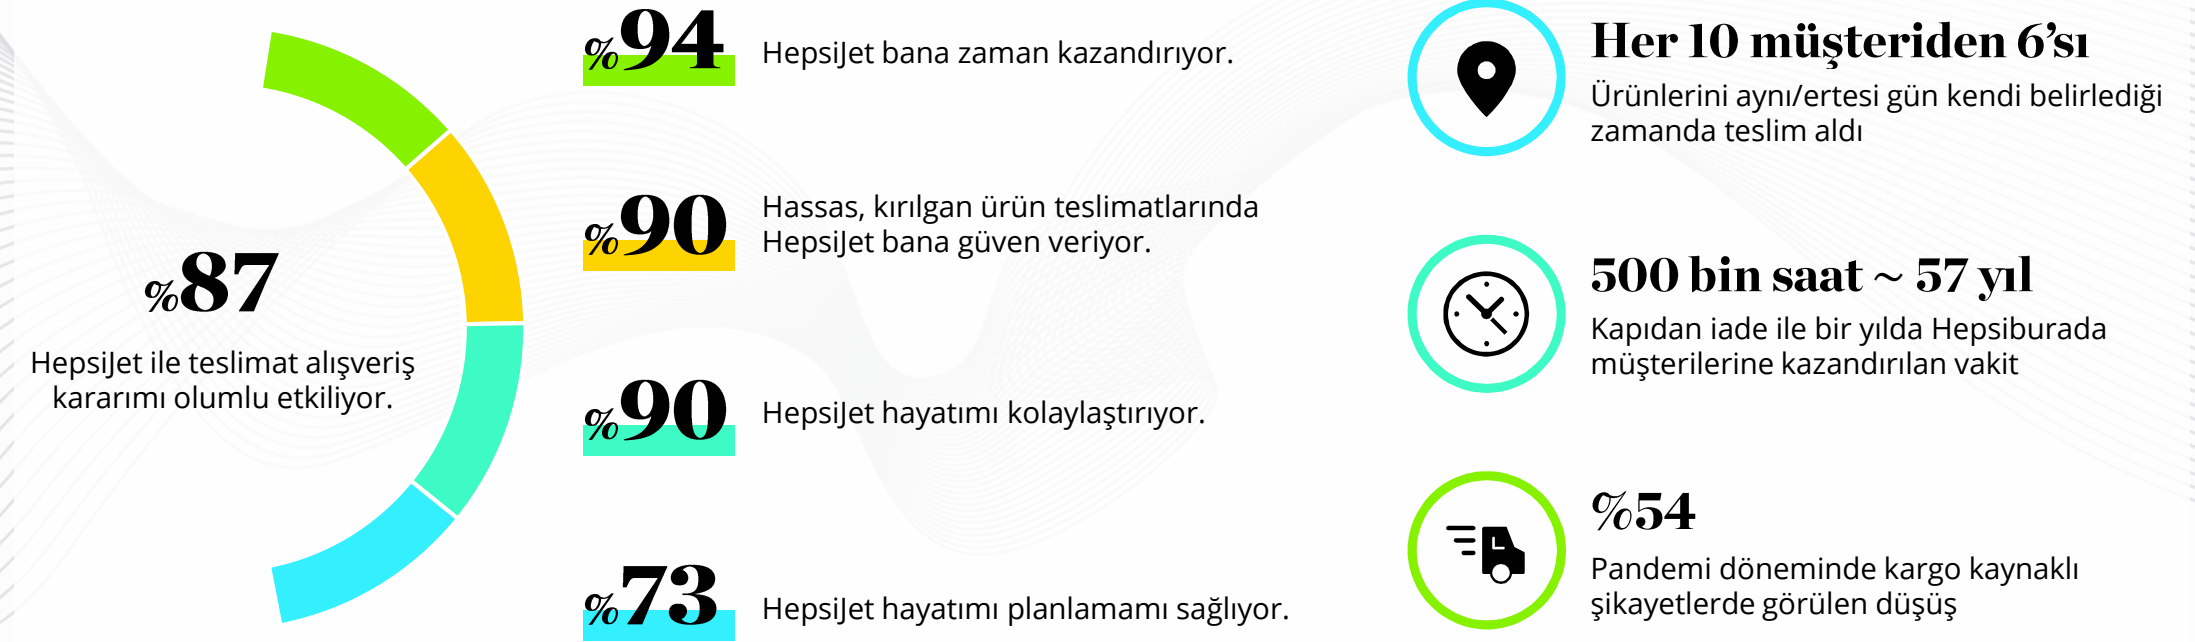 %87
HepsiJet ile teslimat alışveriş
kararımı olumlu etkiliyor.
%94
HepsiJet bana zaman kazandırıyor.
%90
Hassas, kırılgan ürün teslimatlarında
HepsiJet bana güven veriyor.
%90
HepsiJet hayatımı kolaylaştırıyor.
%73
HepsiJet hayatımı planlamamı sağlıyor.
Her 10 müşteriden 6’sı
Ürünlerini aynı/ertesi gün kendi belirlediği
zamanda teslim aldı
500 bin saat ~ 57 yıl
Kapıdan iade ile bir yılda Hepsiburada
müşterilerine kazandırılan vakit
%54
Pandemi döneminde kargo kaynaklı
şikayetlerde görülen düşüş